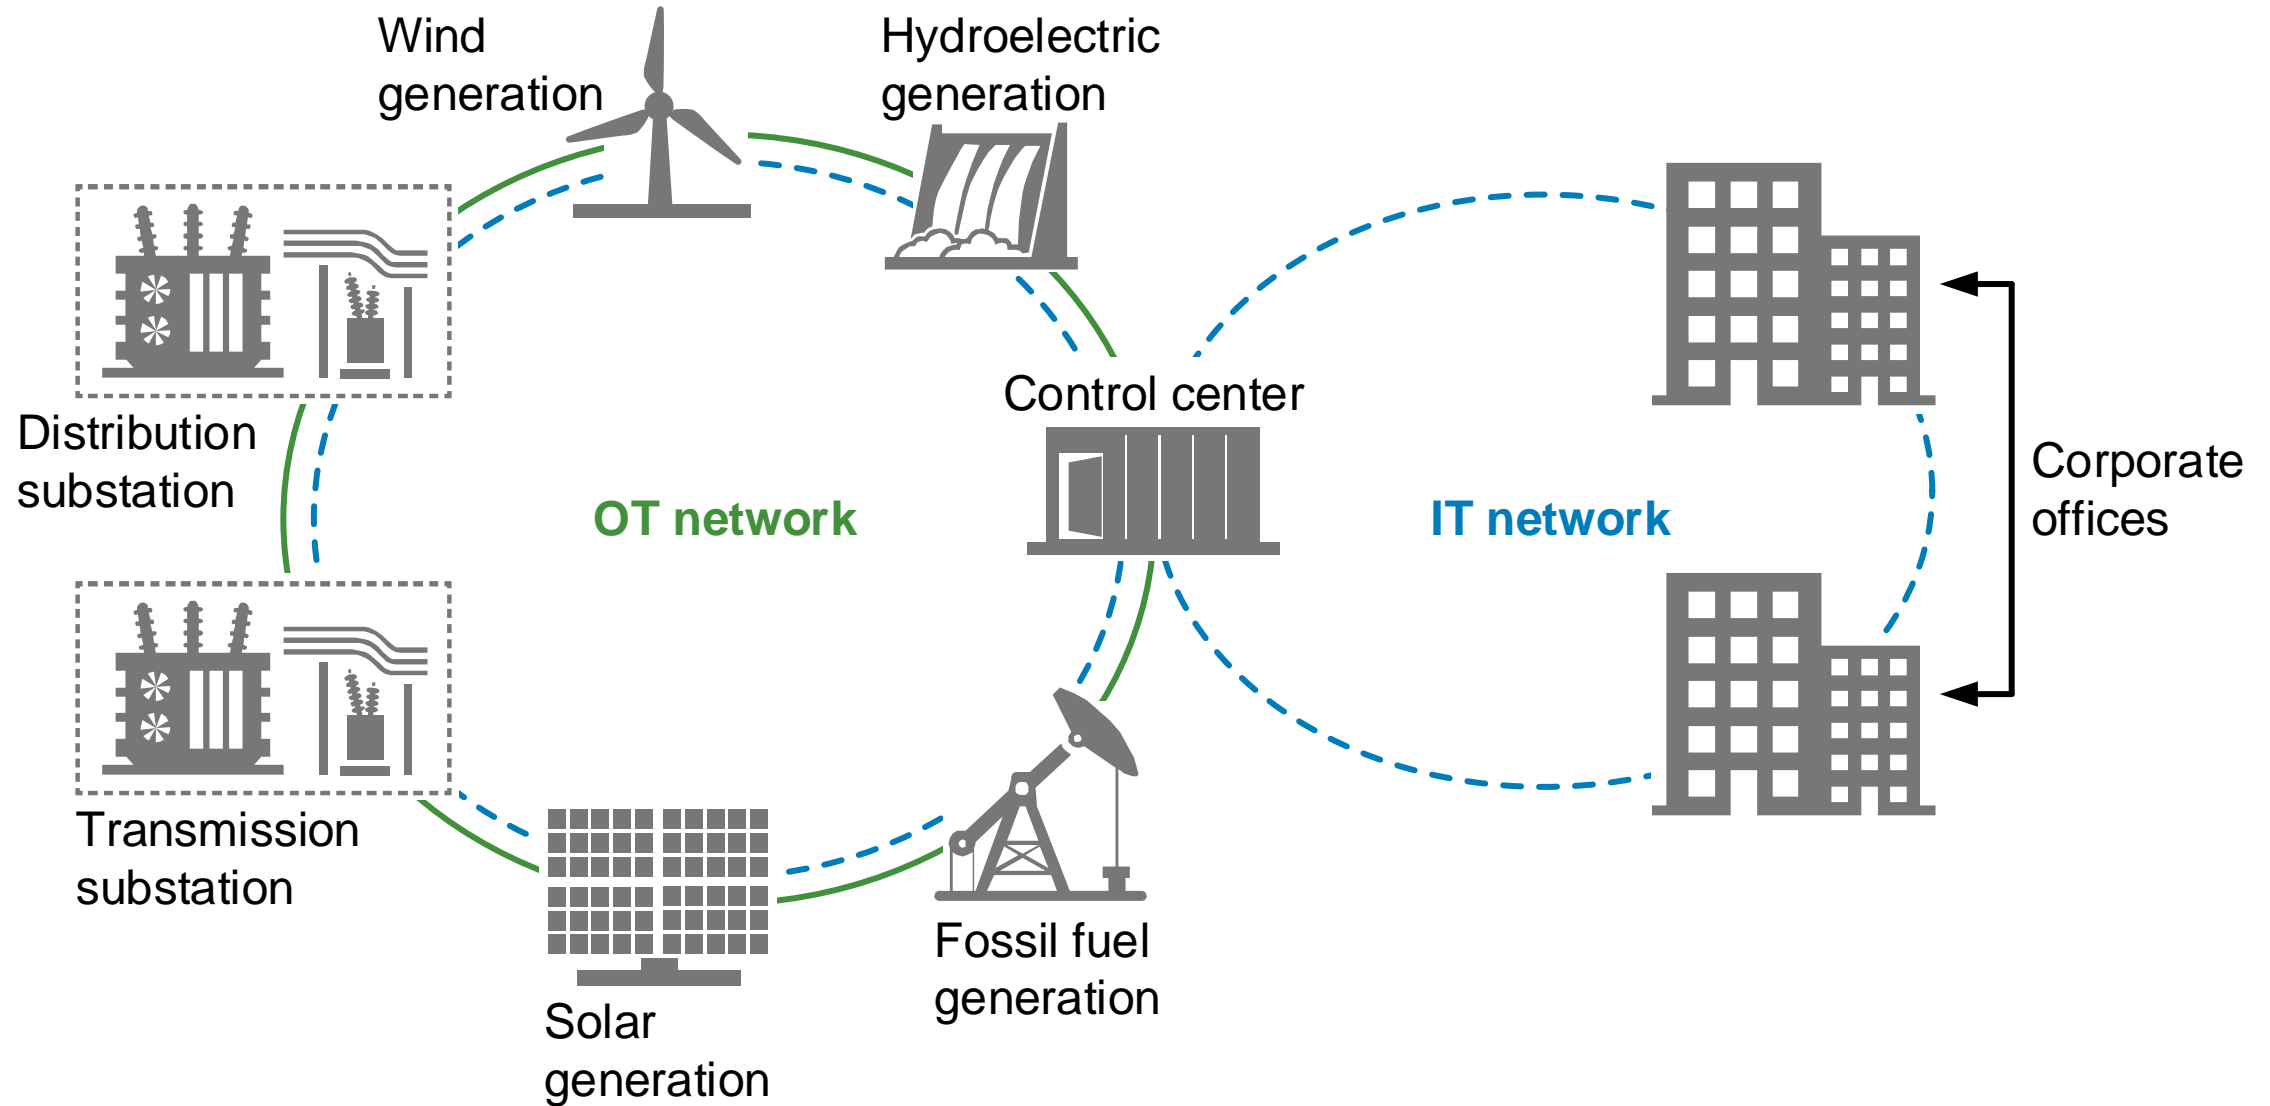 Wind
generation
Hydroelectric
generation
Control center
Distribution
substation
OT network
IT network
Corporate
offices
Transmission
substation
Fossil fuel
generation
Solar
generation